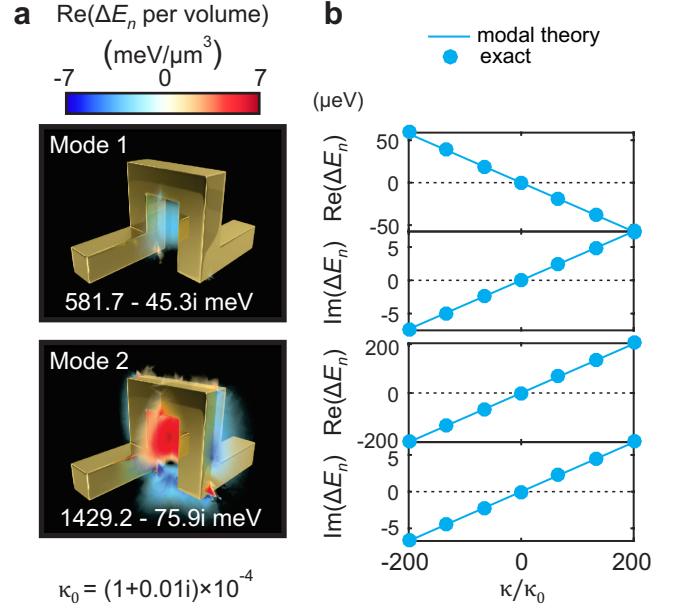 a
Re(ΔEₙ per volume)
(meV/μm³)
-7 0 7
Mode 1
581.7 - 45.3i meV
Mode 2
1429.2 - 75.9i meV
κ₀ = (1+0.01i)×10⁻⁴
b
modal theory
exact
(μeV)
Re(ΔEₙ)
50
0
-50
Im(ΔEₙ)
5
0
-5
Re(ΔEₙ)
200
0
-200
Im(ΔEₙ)
5
0
-5
-200 0 200
κ/κ₀